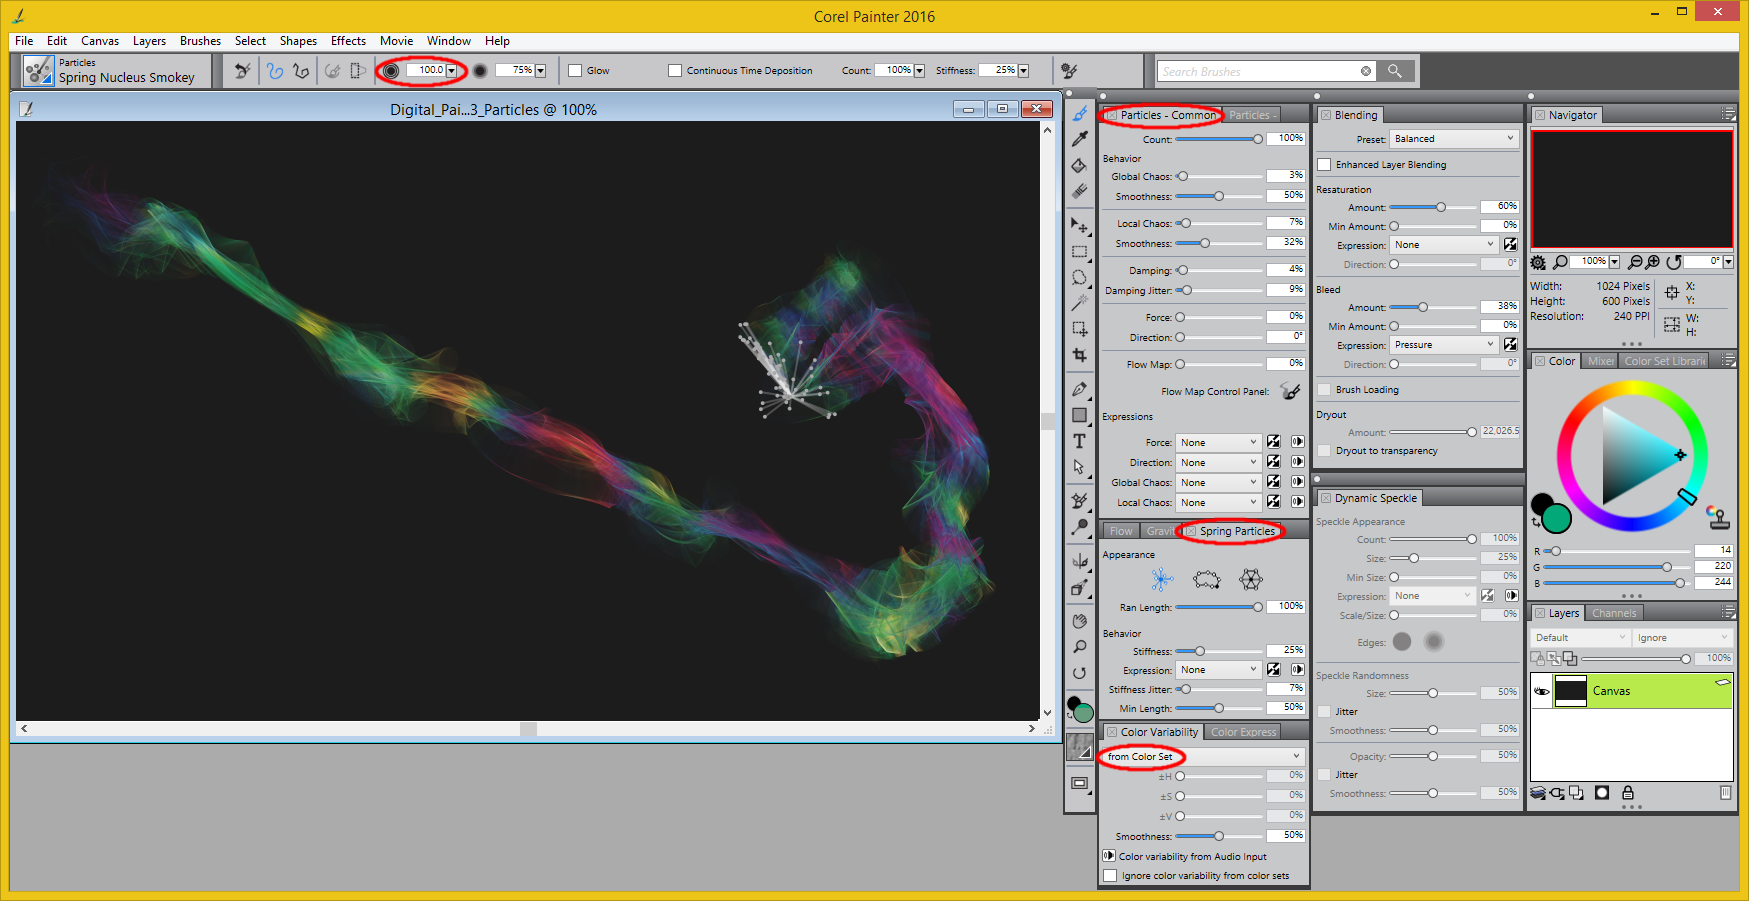 Corel Painter 2016
File Edit Canvas Layers Brushes Select Shapes Effects Movie Window Help
Particles
Spring Nucleus Smokey
100.0 75% Glow Continuous Time Deposition Count: 100% Stiffness: 25% Search Brushes
Digital_Pai...3_Particles @ 100%
Particles - Common Particles -
Count: 100%
Behavior
Global Chaos: 3%
Smoothness: 50%
Local Chaos: 7%
Smoothness: 32%
Damping: 4%
Damping Jitter: 9%
Force: 0%
Direction: 0°
Flow Map: 0%
Flow Map Control Panel:
Expressions
Force: None
Direction: None
Global Chaos: None
Local Chaos: None
Flow Gravit Spring Particles
Appearance
Ran Length: 100%
Behavior
Stiffness: 25%
Expression: None
Stiffness Jitter: 7%
Min Length: 50%
Color Variability Color Express
from Color Set
±H 0%
±S 0%
±V 0%
Smoothness: 50%
Color variability from Audio Input
Ignore color variability from color sets
Blending
Preset: Balanced
Enhanced Layer Blending
Resaturation
Amount: 60%
Min Amount: 0%
Expression: None
Direction: 0°
Bleed
Amount: 38%
Min Amount: 0%
Expression: Pressure
Direction: 0°
Brush Loading
Dryout
Amount: 22,026.5
Dryout to transparency
Dynamic Speckle
Speckle Appearance
Count: 100%
Size: 25%
Min Size: 0%
Expression: None
Scale/Size: 0%
Edges:
Speckle Randomness
Size: 50%
Jitter
Smoothness: 50%
Opacity: 50%
Jitter
Smoothness: 50%
Navigator
100% 0°
Width: 1024 Pixels X:
Height: 600 Pixels Y:
Resolution: 240 PPI W:
H:
Color Mixer Color Set Librari
R 14
G 220
B 244
Layers Channels
Default Ignore
100%
Canvas
T